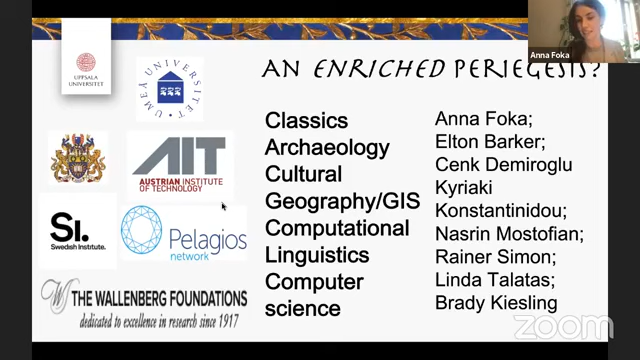 UPPSALA
UNIVERSITET
UMEÅ UNIVERSITET
AN ENRICHED PERIEGESIS?
Anna Foka
AIT
AUSTRIAN INSTITUTE
OF TECHNOLOGY
SI.
Swedish Institute.
Pelagios
network
W THE WALLENBERG FOUNDATIONS
dedicated to excellence in research since 1917
Classics
Archaeology
Cultural
Geography/GIS
Computational
Linguistics
Computer
science
Anna Foka;
Elton Barker;
Cenk Demiroglu
Kyriaki
Konstantinidou;
Nasrin Mostofian;
Rainer Simon;
Linda Talatas;
Brady Kiesling
zoom